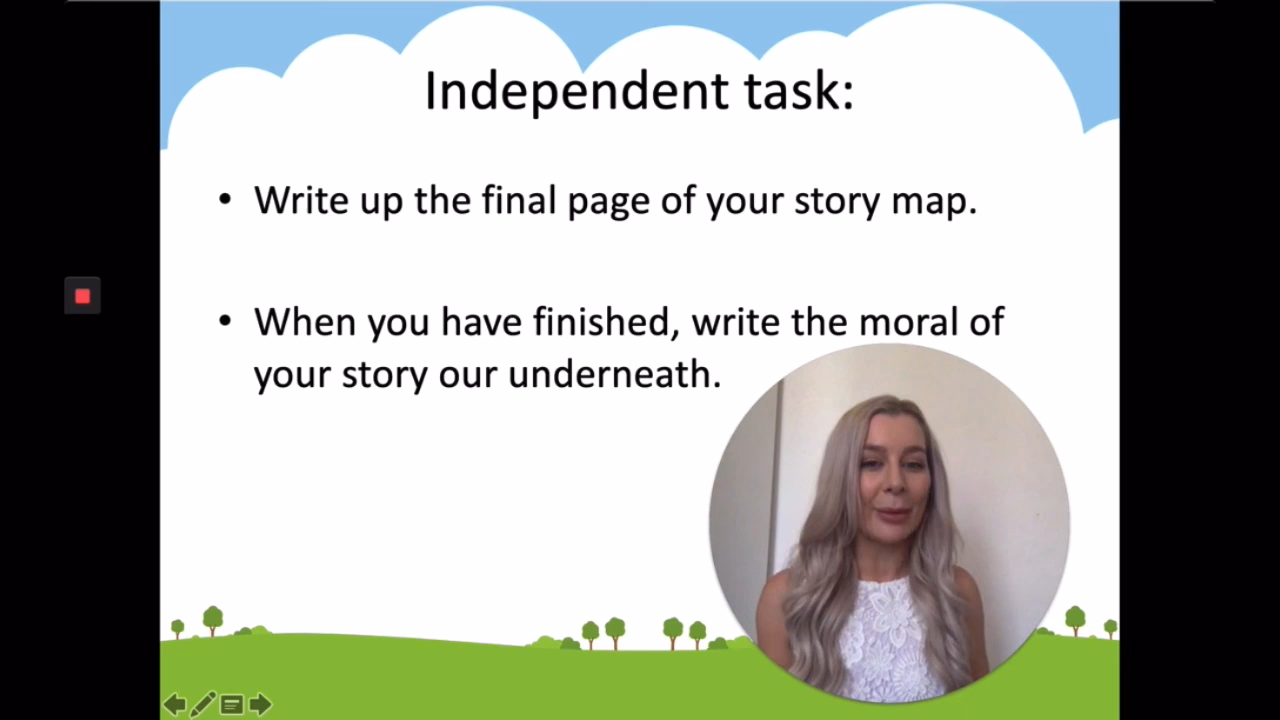 Independent task:
• Write up the final page of your story map.
• When you have finished, write the moral of
your story our underneath.